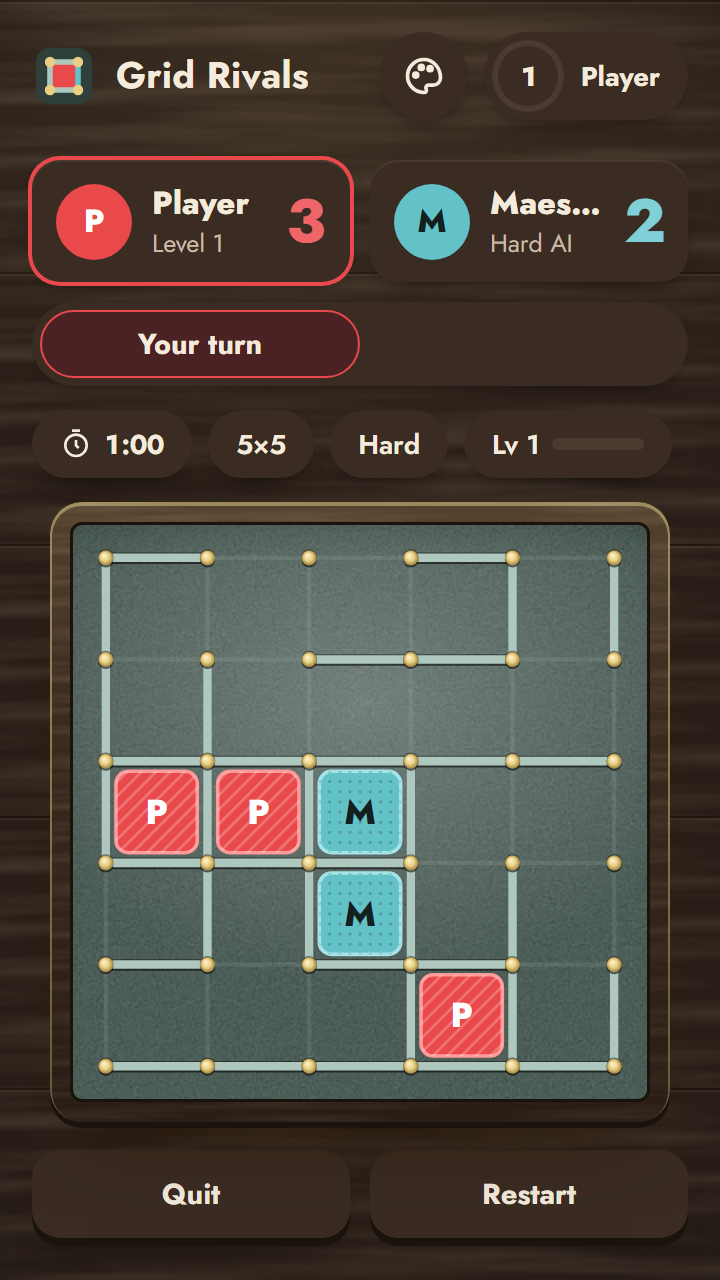 Grid Rivals
1 Player
P Player 3
Level 1
M Maes... 2
Hard AI
Your turn
1:00 5×5 Hard Lv 1
P P M
M
P
Quit Restart